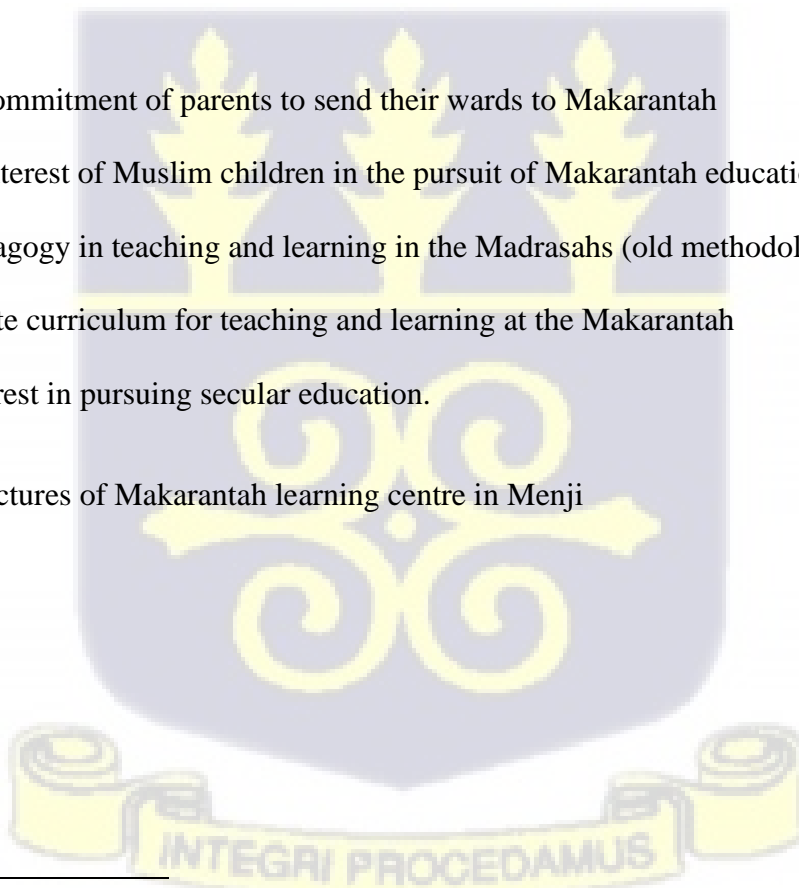 ommitment of parents to send their wards to Makarantah
terest of Muslim children in the pursuit of Makarantah educati
agogy in teaching and learning in the Madrasahs (old methodol
te curriculum for teaching and learning at the Makarantah
rest in pursuing secular education.
ctures of Makarantah learning centre in Menji
INTEGRI PROCEDAMUS